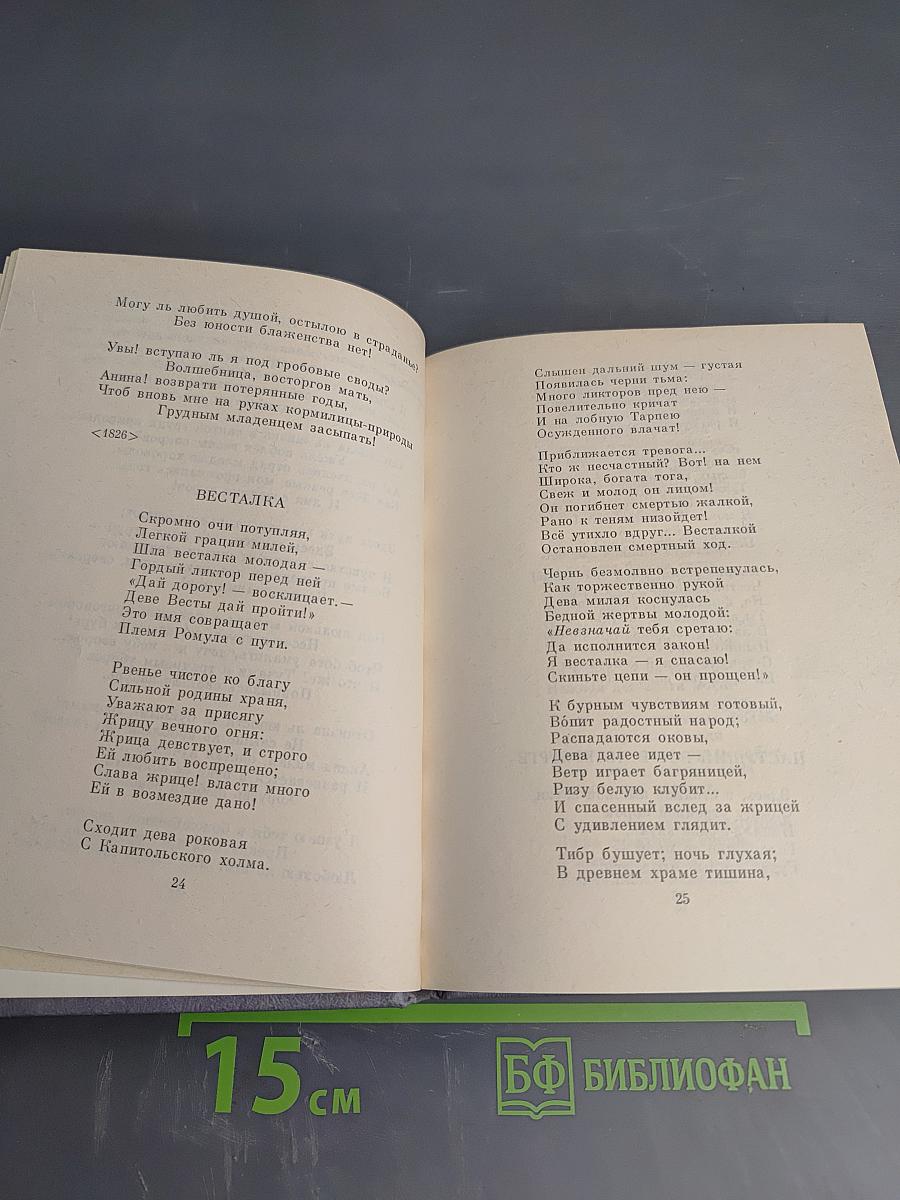 Могу ль любить душой, остылою в страданье?
Без юности блаженства нет!
Увы! вступаю ль я под гробовые своды?
Волшебница, восторгов мать,
Анина! возврати потерянные годы,
Чтоб вновь мне на руках кормилицы-природы
Грудным младенцем засыпать!
<1826>
ВЕСТАЛКА
Скромно очи потупляя,
Легкой грации милей,
Шла весталка молодая —
Гордый ликтор перед ней
«Дай дорогу! — восклицает.—
Деве Весты дай пройти!»
Это имя совращает
Племя Ромула с пути.
Рвенье чистое ко благу
Сильной родины храня,
Уважают за присягу
Жрицу вечного огня:
Жрица девствует, и строго
Ей любить воспрещено;
Слава жрице! власти много
Ей в возмездие дано!
Сходит дева роковая
С Капитольского холма.
24
Слышен дальний шум — густая
Появилась черни тьма:
Много ликторов пред нею —
Повелительно кричат
И на лобную Тарпею
Осужденного влачат!
Приближается тревога...
Кто ж несчастный? Вот! на нем
Широка, богата тога,
Свеж и молод он лицом!
Он погибнет смертью жалкой,
Рано к теням низойдет!
Всё утихло вдруг... Весталкой
Остановлен смертный ход.
Чернь безмолвно встрепенулась,
Как торжественно рукой
Дева милая коснулась
Бедной жертвы молодой:
«Невзначай тебя сретаю:
Да исполнится закон!
Я весталка — я спасаю!
Скиньте цепи — он прощен!»
К бурным чувствиям готовый,
Во́пит радостный народ;
Распадаются оковы,
Дева далее идет —
Ветр играет багряницей,
Ризу белую клубит...
И спасенный вслед за жрицей
С удивлением глядит.
Тибр бушует; ночь глухая;
В древнем храме тишина,
25
15 см
БФ БИБЛИОФАН